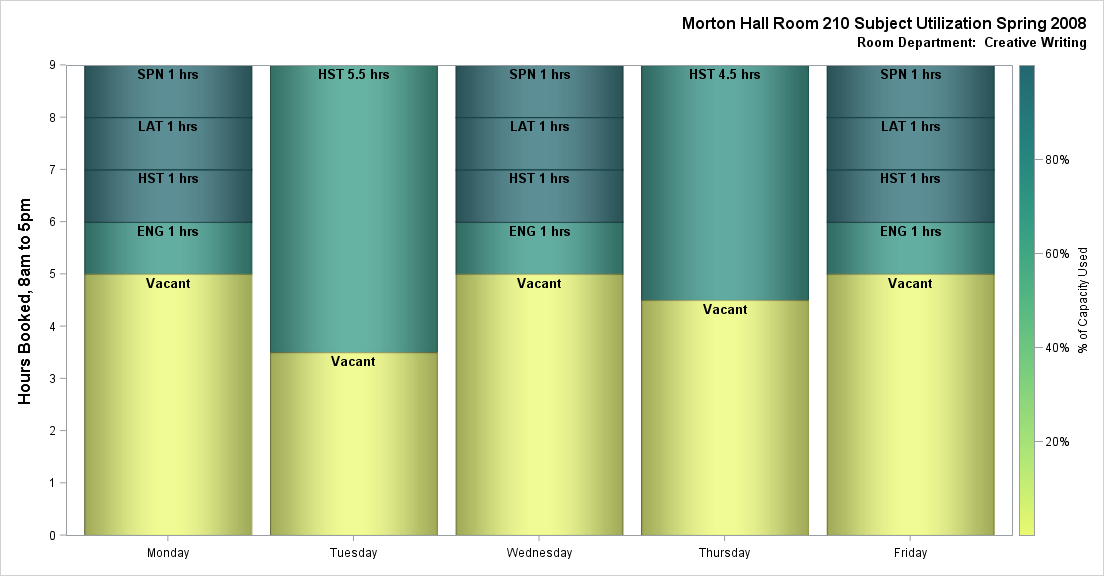 Morton Hall Room 210 Subject Utilization Spring 2008
Room Department:  Creative Writing
Hours Booked, 8am to 5pm
9
8
7
6
5
4
3
2
1
0
SPN 1 hrs
LAT 1 hrs
HST 1 hrs
ENG 1 hrs
Vacant
HST 5.5 hrs
Vacant
SPN 1 hrs
LAT 1 hrs
HST 1 hrs
ENG 1 hrs
Vacant
HST 4.5 hrs
Vacant
SPN 1 hrs
LAT 1 hrs
HST 1 hrs
ENG 1 hrs
Vacant
Monday
Tuesday
Wednesday
Thursday
Friday
80%
60%
40%
20%
% of Capacity Used